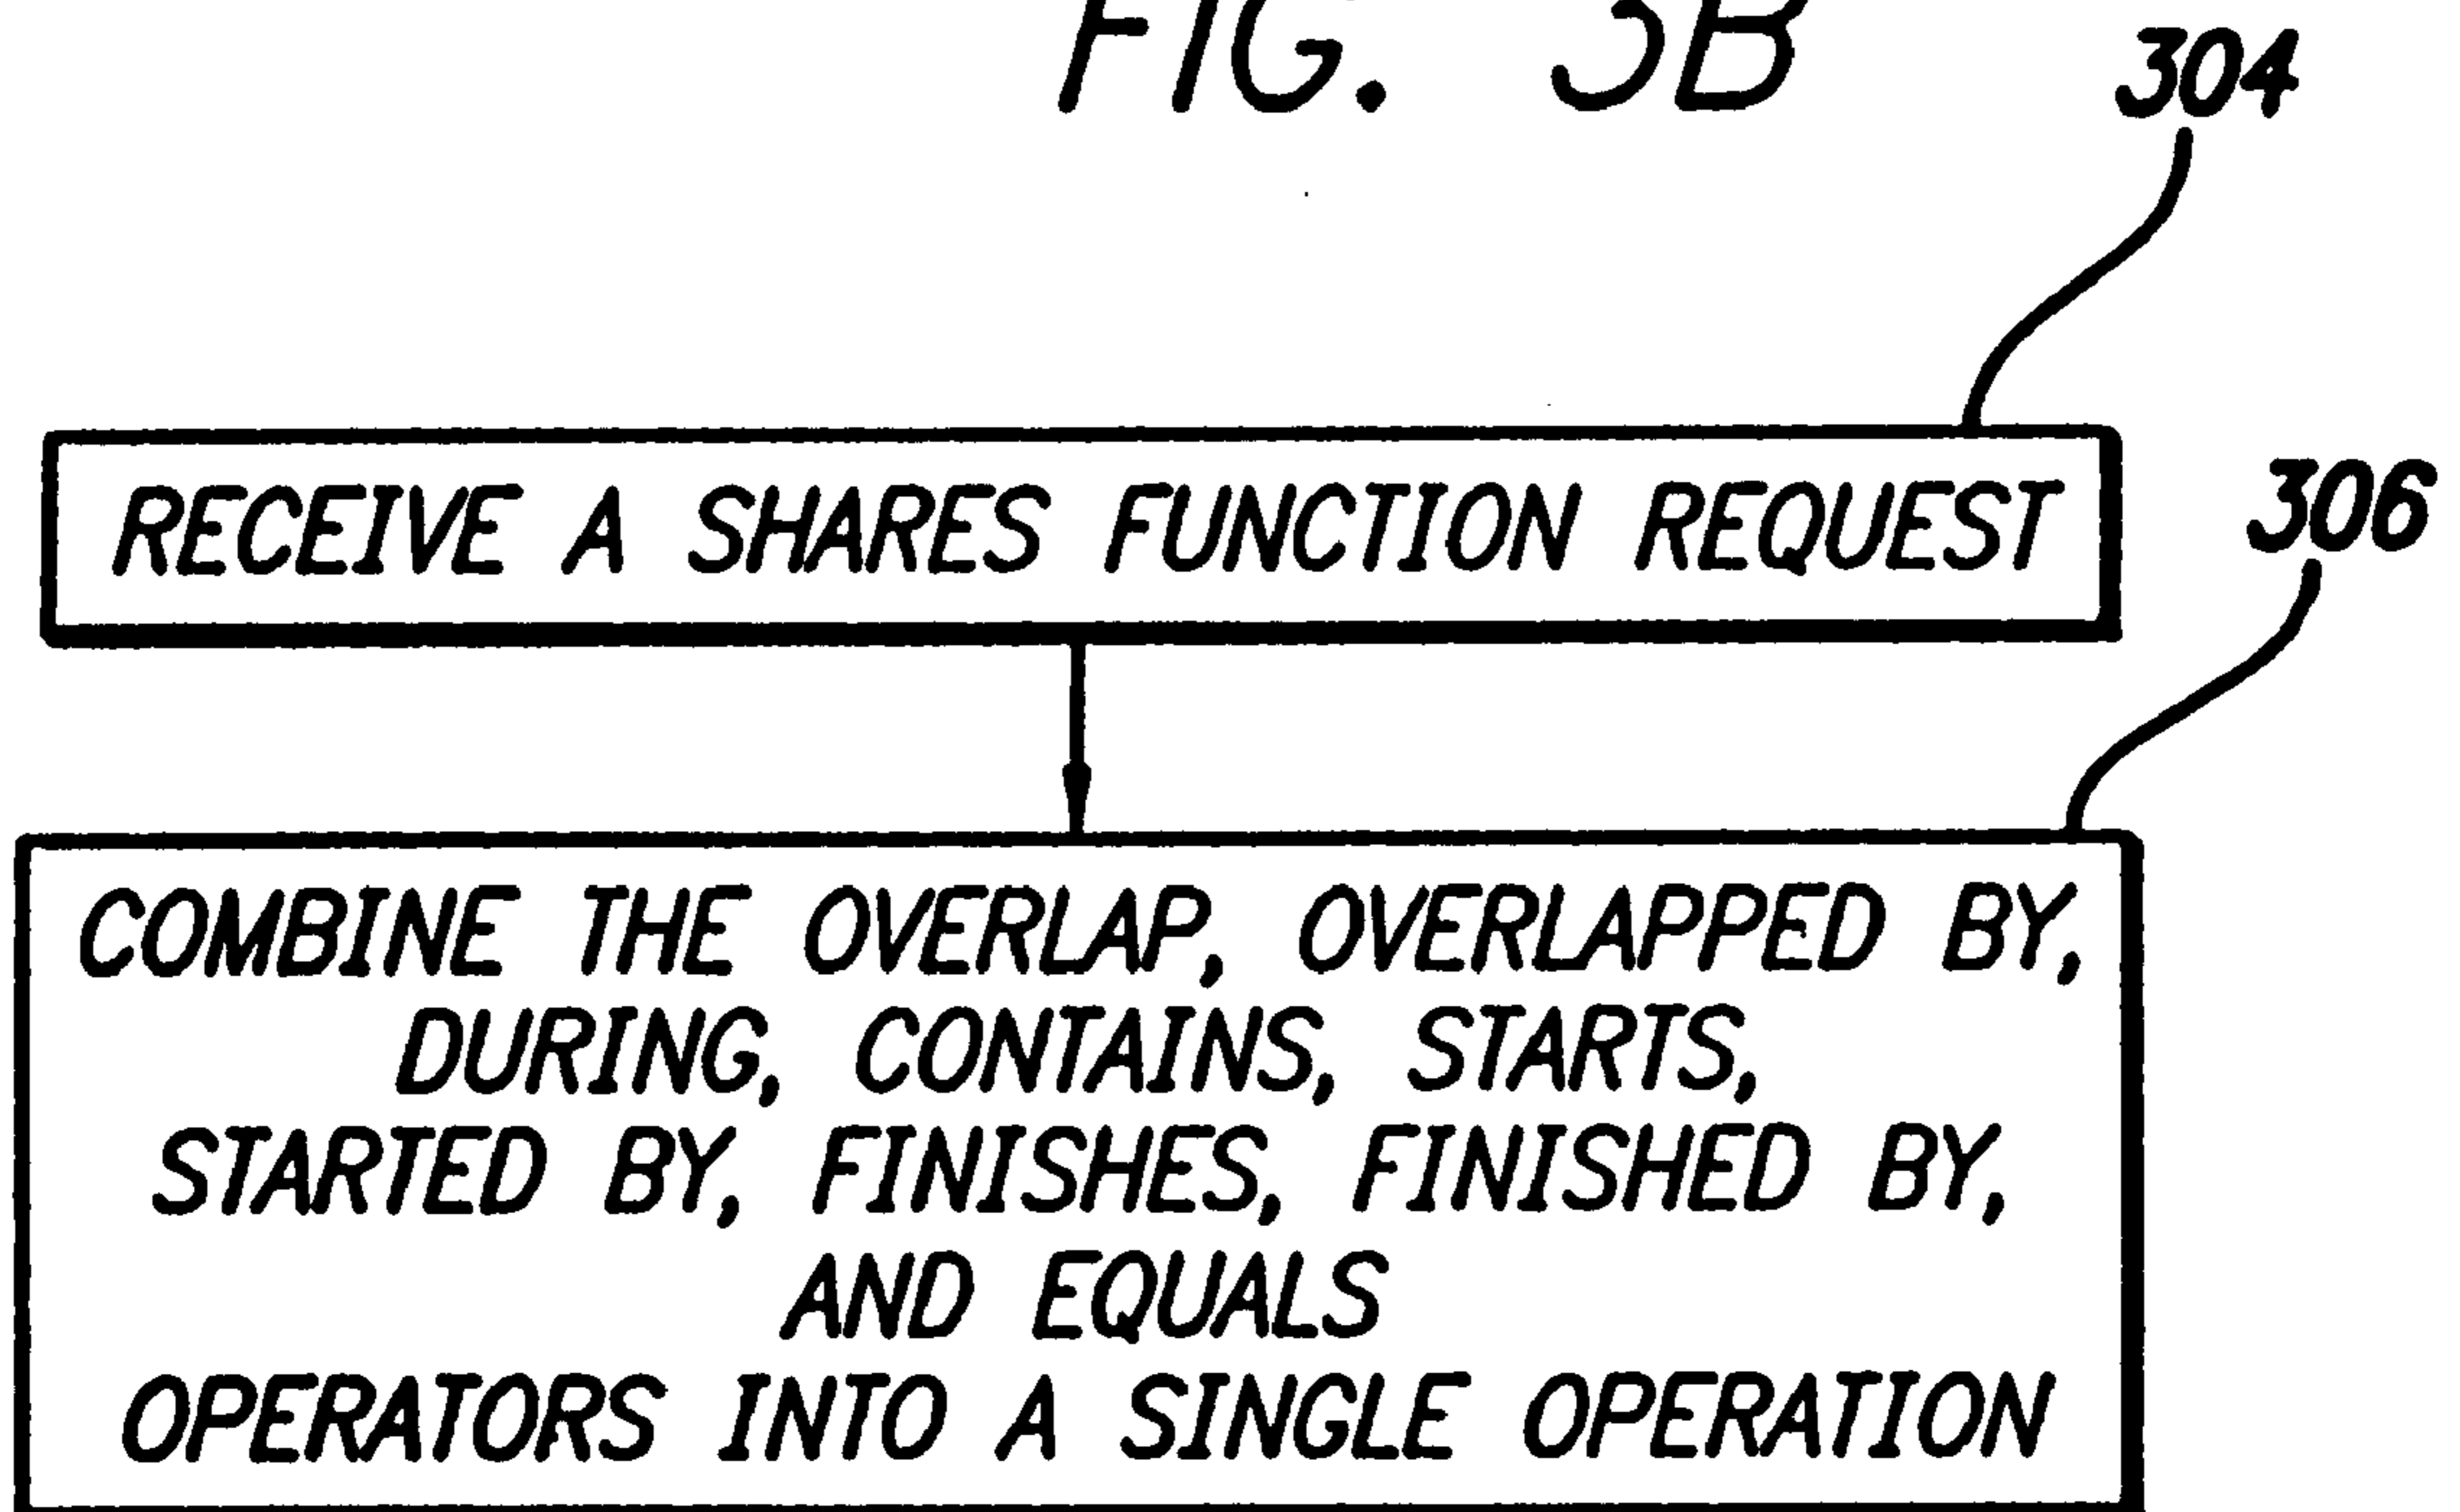 FIG. 3B
304
RECEIVE A SHARES FUNCTION REQUEST
306
COMBINE THE OVERLAP, OVERLAPPED BY,
DURING, CONTAINS, STARTS,
STARTED BY, FINISHES, FINISHED BY,
AND EQUALS
OPERATORS INTO A SINGLE OPERATION